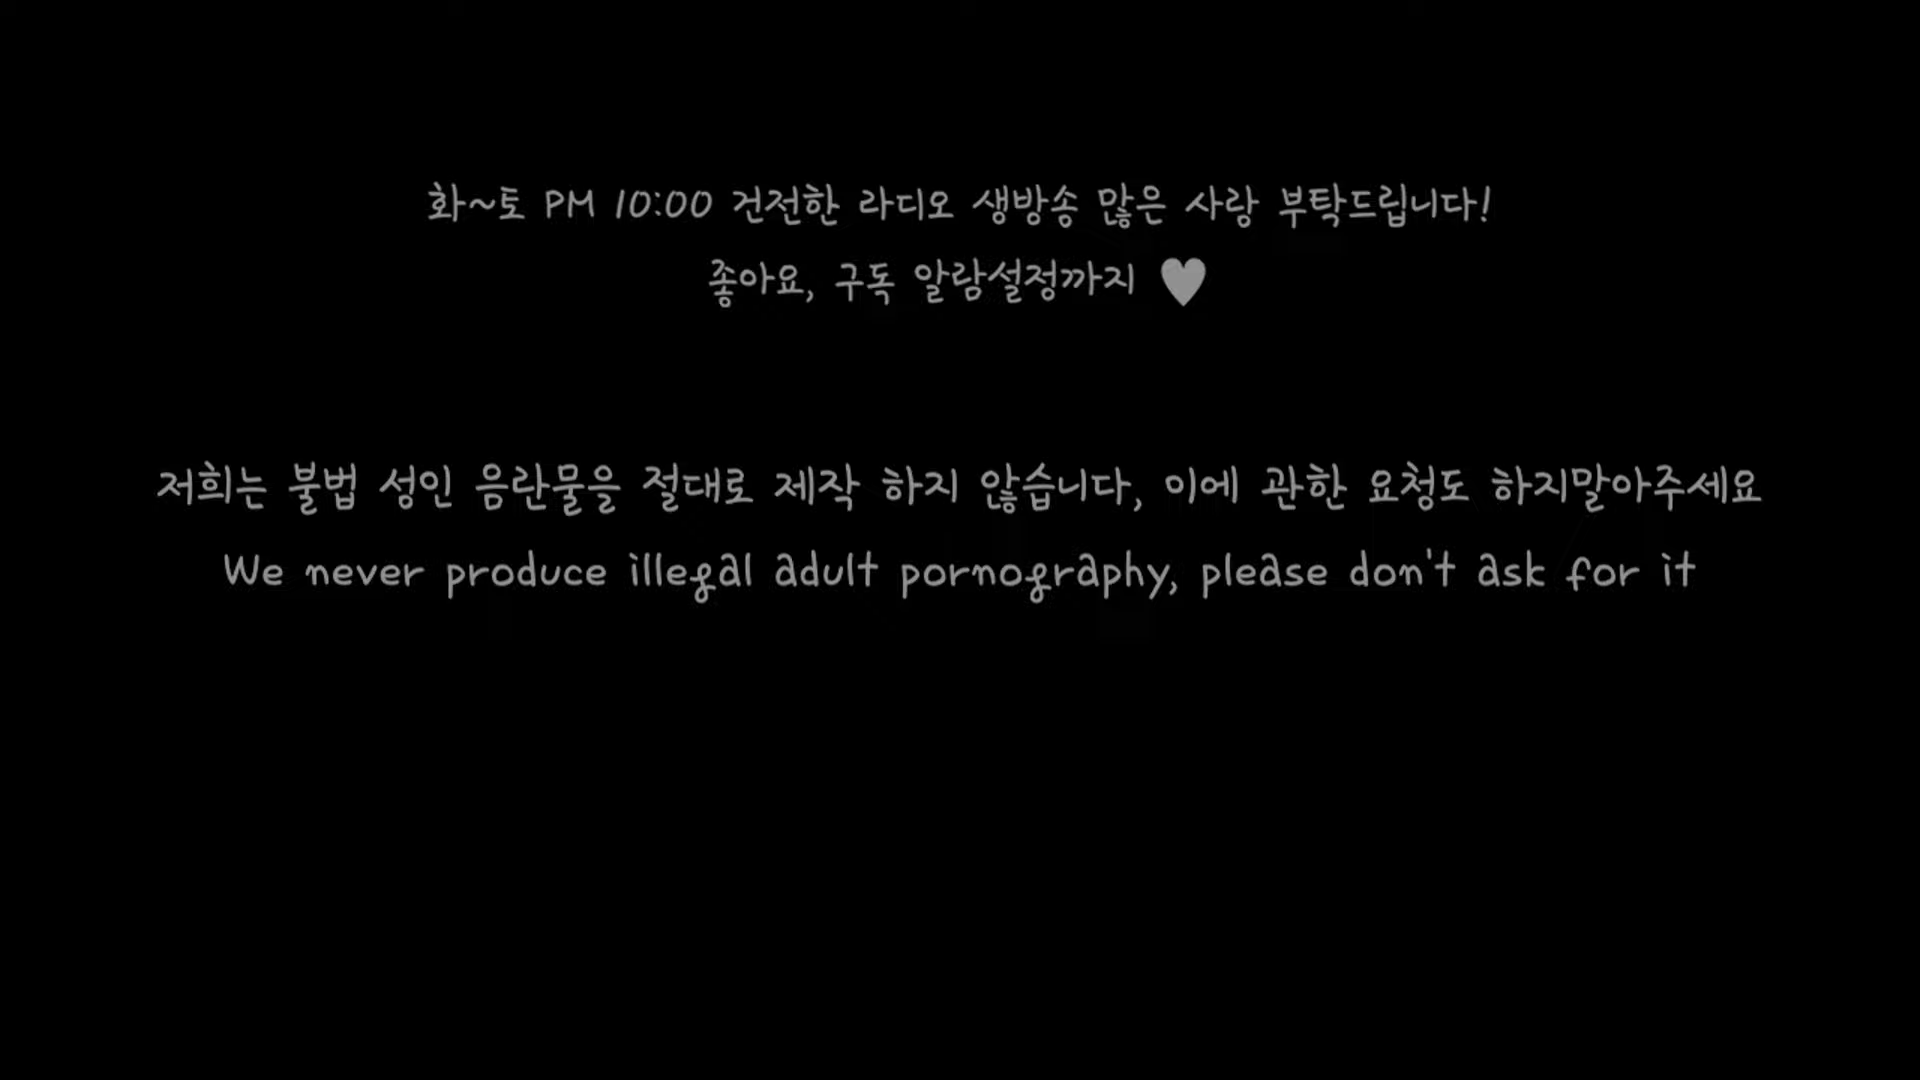 화~토 PM 10:00 건전한 라디오 생방송 많은 사랑 부탁드립니다!
좋아요, 구독 알람설정까지 ♥
저희는 불법 성인 음란물을 절대로 제작 하지 않습니다, 이에 관한 요청도 하지말아주세요
We never produce illegal adult pornography, please don't ask for it